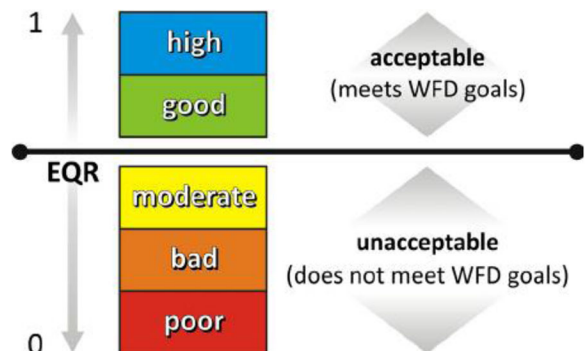 1
high
good
acceptable
(meets WFD goals)
EQR
moderate
bad
poor
unacceptable
(does not meet WFD goals)
0